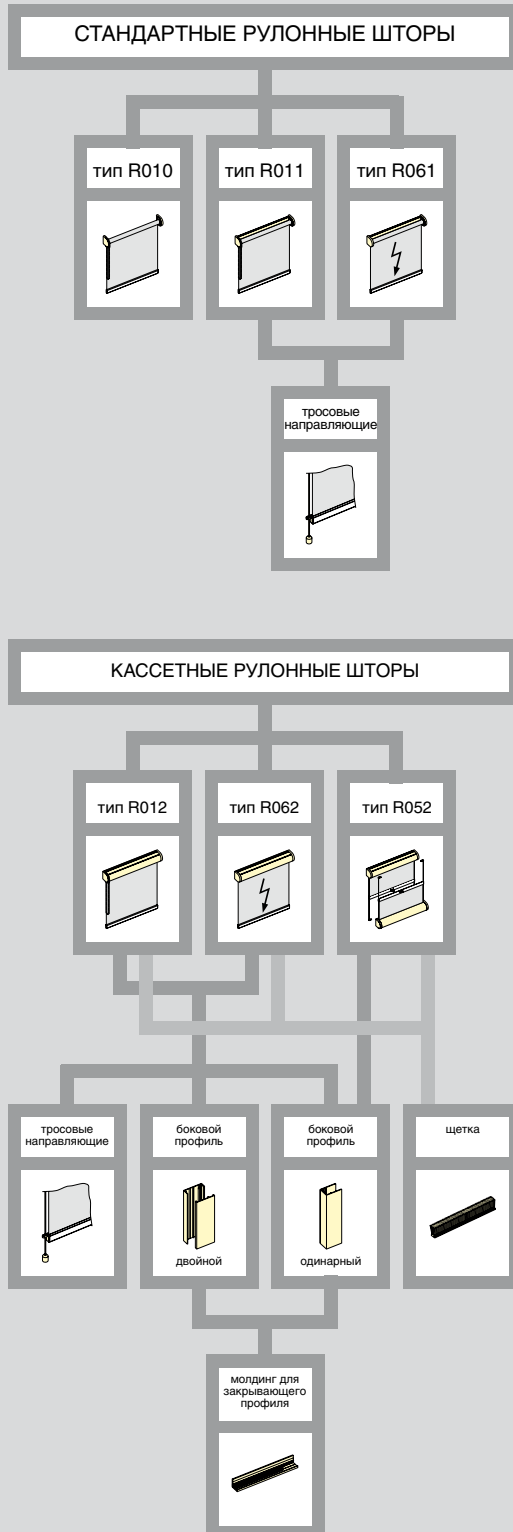 СТАНДАРТНЫЕ РУЛОННЫЕ ШТОРЫ
тип R010
тип R011
тип R061
тросовые
направляющие
КАССЕТНЫЕ РУЛОННЫЕ ШТОРЫ
тип R012
тип R062
тип R052
тросовые
направляющие
боковой
профиль
двойной
боковой
профиль
одинарный
щетка
молдинг для
закрывающего
профиля